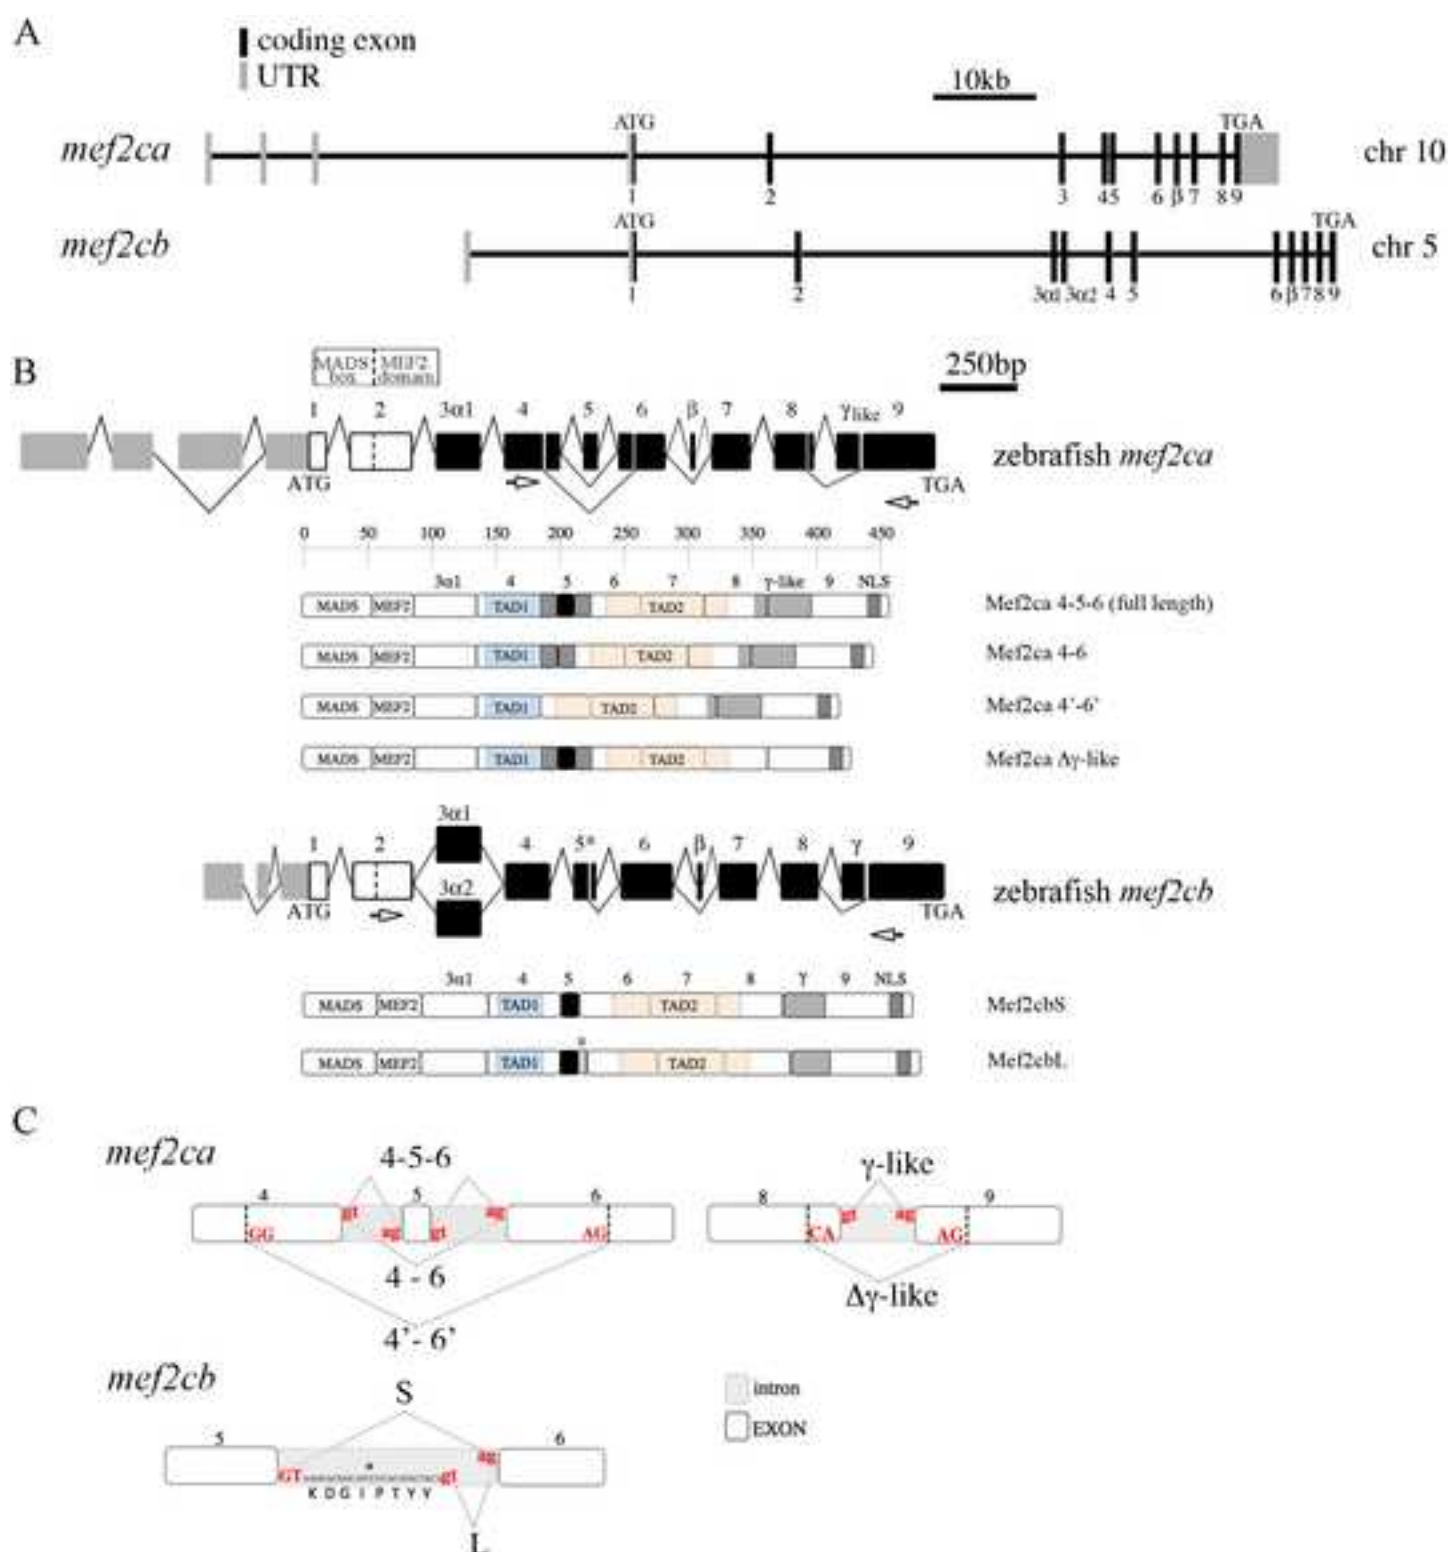 A
coding exon
UTR
10kb
mef2ca
ATG
TGA
chr 10
1 2 3 4 5 6 β 7 8 9
mef2cb
ATG
TGA
chr 5
1 2 3α1 3α2 4 5 6 β 7 8 9
B
MADS box
MEF2 domain
250bp
1 2 3α1 4 5 6 β 7 8 γlike 9
zebrafish mef2ca
ATG
TGA
0 50 100 150 200 250 300 350 400 450
3α1 4 5 6 7 8 γ-like 9 NLS
MADS MEF2 TAD1 TAD2
Mef2ca 4-5-6 (full length)
MADS MEF2 TAD1 TAD2
Mef2ca 4-6
MADS MEF2 TAD1 TAD2
Mef2ca 4'-6'
MADS MEF2 TAD1 TAD2
Mef2ca Δγ-like
3α1
1 2 4 5* 6 β 7 8 γ 9
3α2
zebrafish mef2cb
ATG
TGA
3α1 4 5 6 7 8 γ 9 NLS
MADS MEF2 TAD1 TAD2
Mef2cbS
*
MADS MEF2 TAD1 TAD2
Mef2cbL
C
mef2ca
4-5-6
4 5 6
gt ag gt ag
GG AG
4 - 6
4'- 6'
γ-like
8 9
gt ag
CA AG
Δγ-like
mef2cb
S
5 6
*
ag
GT gt
K D G I P T Y V
L
intron
EXON